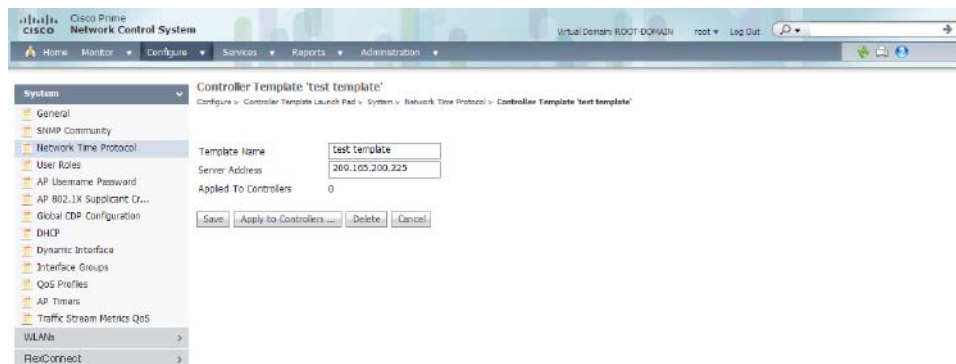 cisco
Cisco Prime
Network Control System
Virtual Domain: ROOT-DOMAIN
root
Log Out
Home
Monitor
Configure
Services
Reports
Administration
System
General
SNMP Community
Network Time Protocol
User Roles
AP Username Password
AP 802.1X Supplicant Cr...
Global CDP Configuration
DHCP
Dynamic Interface
Interface Groups
QoS Profiles
AP Timers
Traffic Stream Metrics QoS
WLANs
FlexConnect
Controller Template 'test template'
Configure > Controller Template Launch Pad > System > Network Time Protocol > Controller Template 'test template'
Template Name test template
Server Address 209.165.200.225
Applied To Controllers 0
Save Apply to Controllers ... Delete Cancel